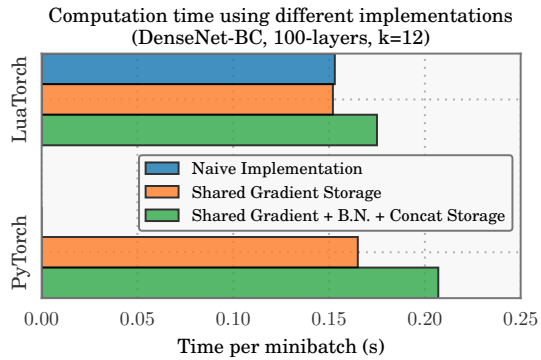 Computation time using different implementations
(DenseNet-BC, 100-layers, k=12)
LuaTorch
Naive Implementation
Shared Gradient Storage
Shared Gradient + B.N. + Concat Storage
PyTorch
0.00 0.05 0.10 0.15 0.20 0.25
Time per minibatch (s)